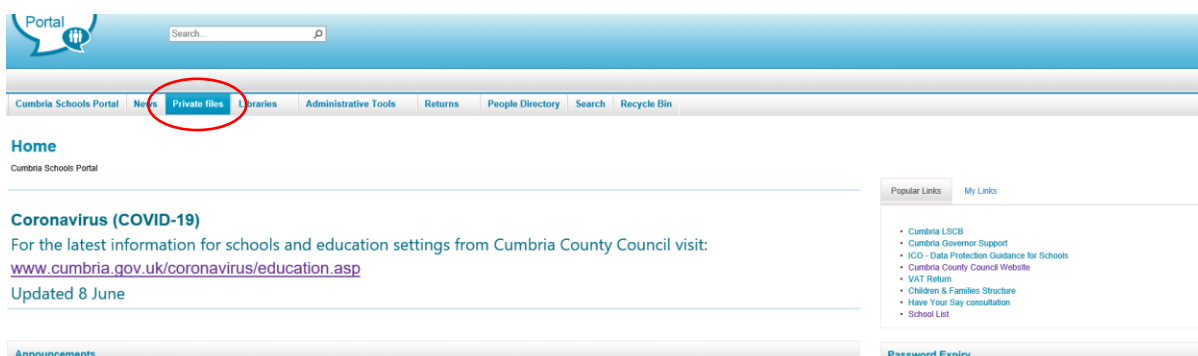 Portal
Search...
Cumbria Schools Portal News Private files Libraries Administrative Tools Returns People Directory Search Recycle Bin
Home
Cumbria Schools Portal
Popular Links My Links
Coronavirus (COVID-19)
For the latest information for schools and education settings from Cumbria County Council visit:
www.cumbria.gov.uk/coronavirus/education.asp
Updated 8 June
• Cumbria LSCB
• Cumbria Governor Support
• ICO - Data Protection Guidance for Schools
• Cumbria County Council Website
• VAT Return
• Children & Families Structure
• Have Your Say consultation
• School List
Announcements
Password Expiry